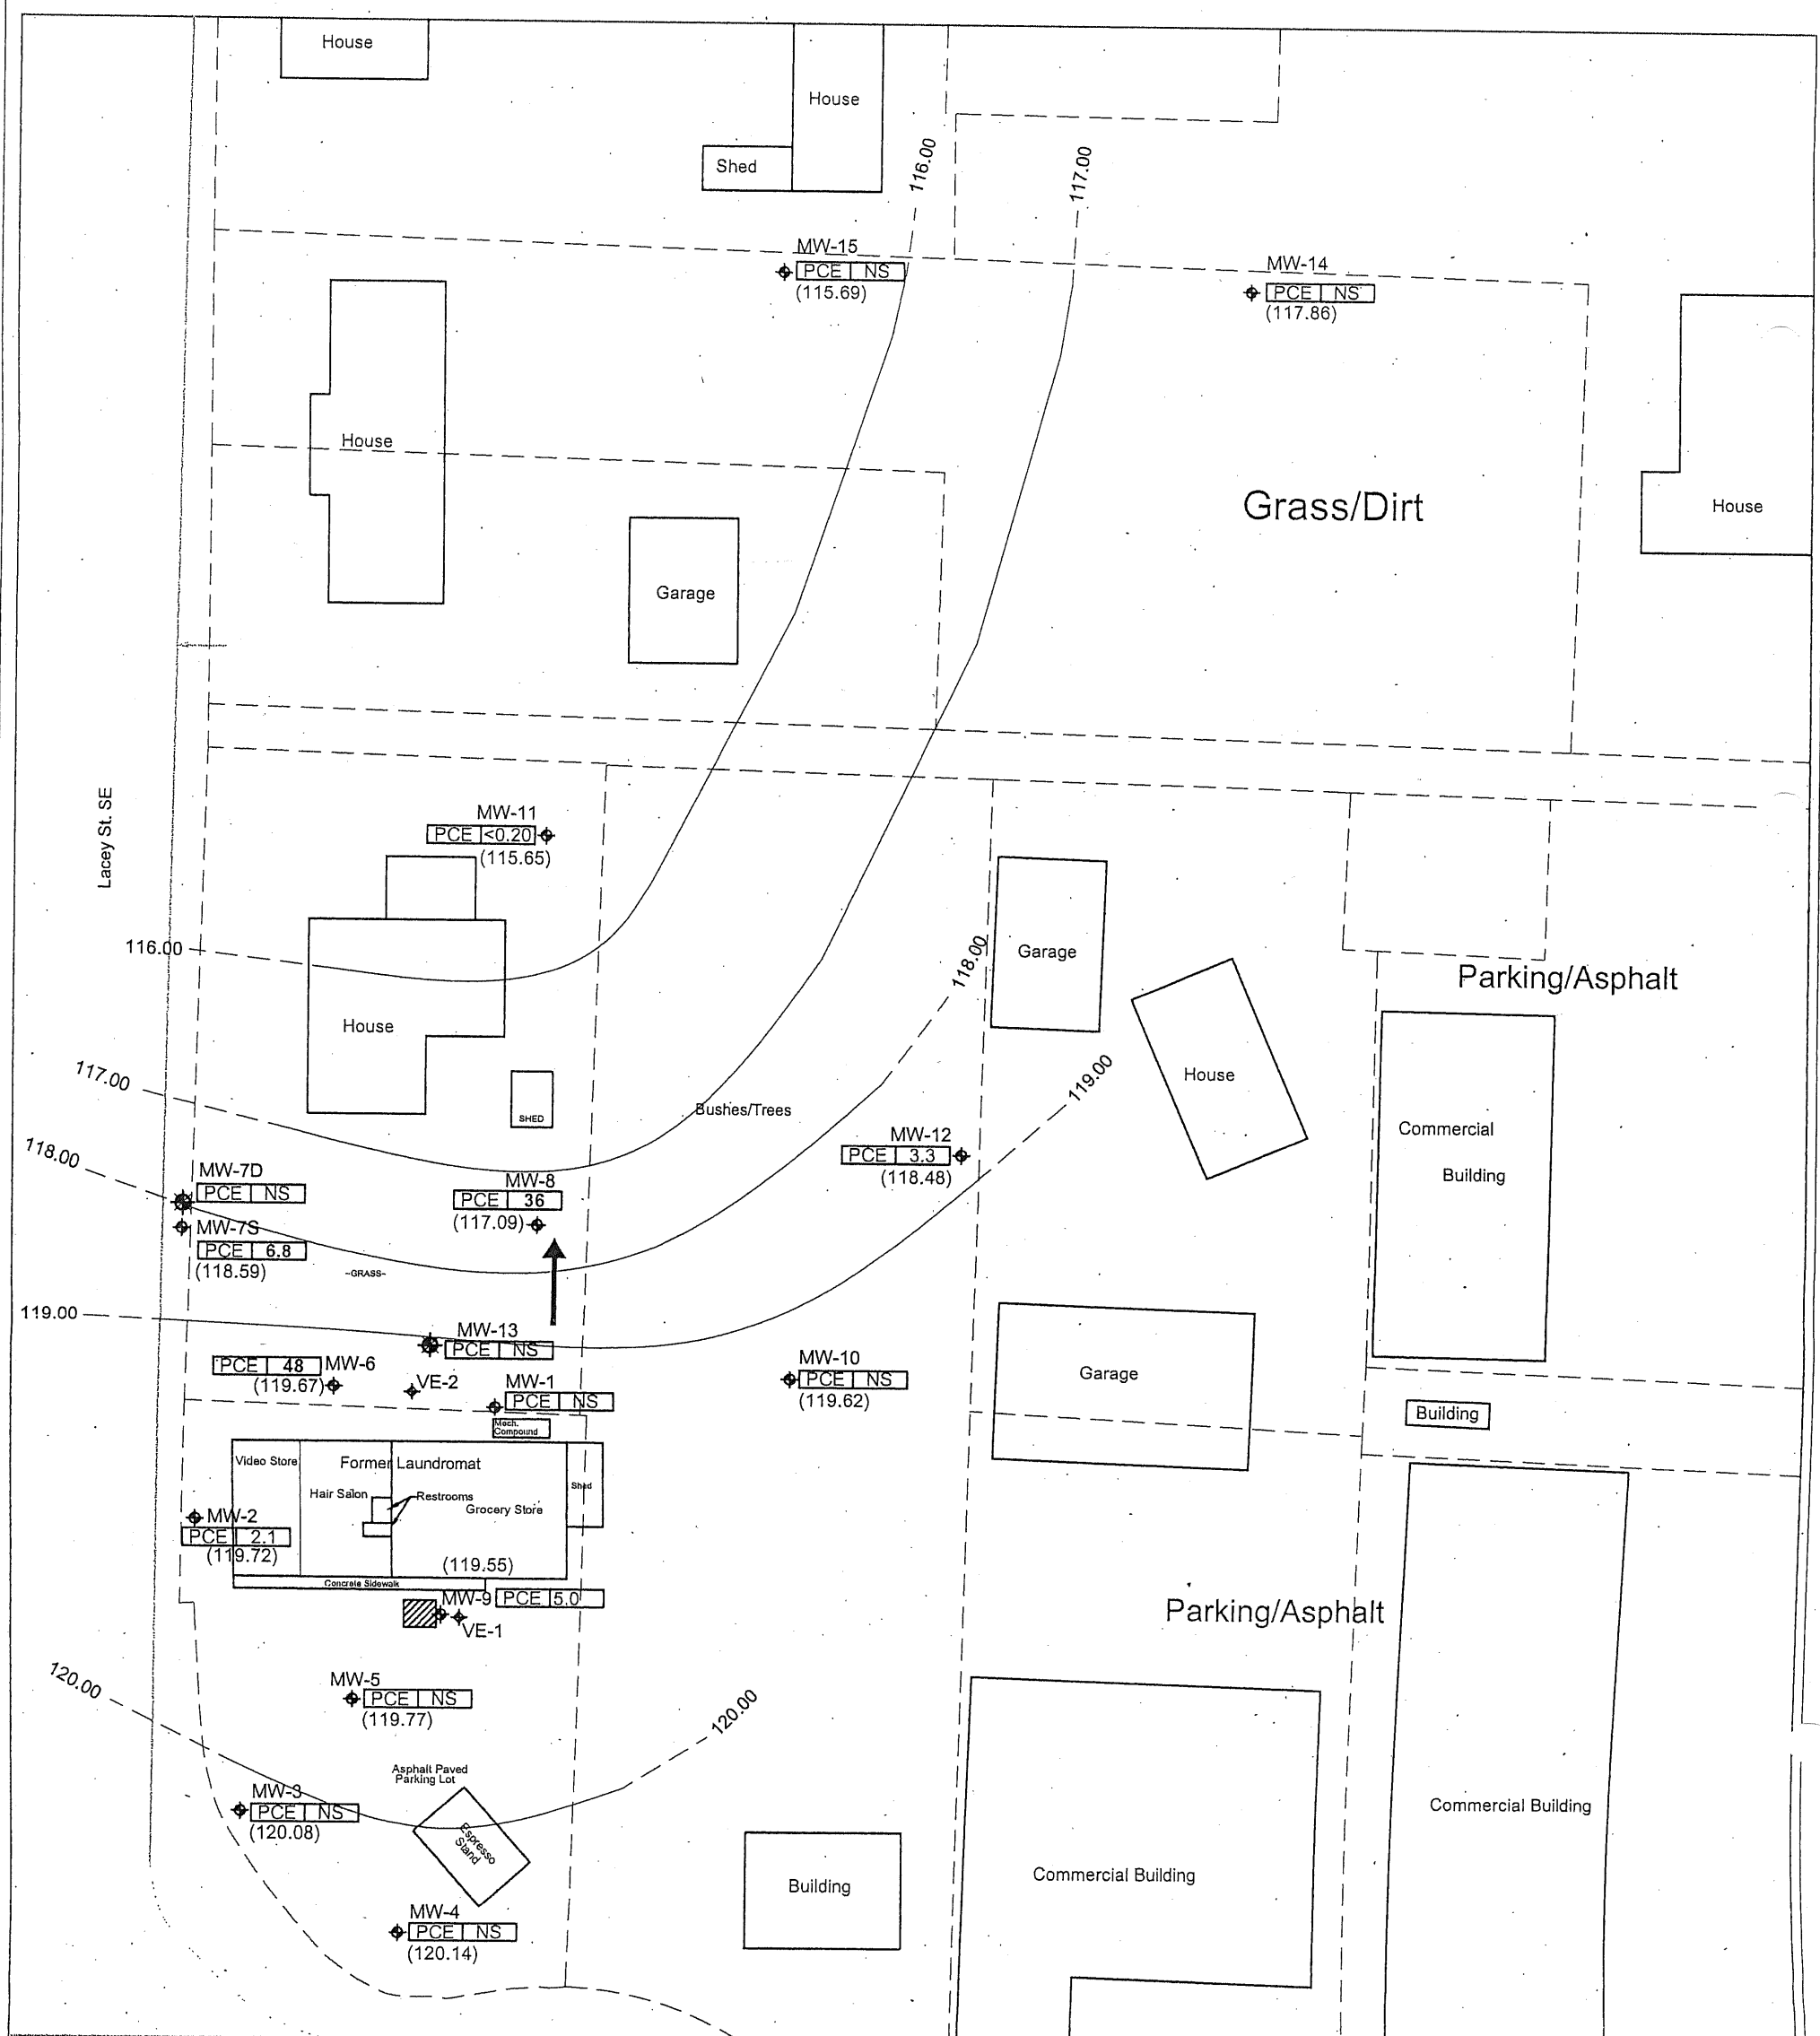 House
House
Shed
116.00
117.00
MW-15
PCE NS
(115.69)
MW-14
PCE NS
(117.86)
House
Grass/Dirt
House
Garage
Lacey St. SE
MW-11
PCE <0.20
(115.65)
116.00
House
118.00
Garage
Parking/Asphalt
117.00
SHED
Bushes/Trees
119.00
House
Commercial
Building
118.00
MW-7D
PCE NS
MW-7S
PCE 6.8
(118.59)
MW-8
PCE 36
(117.09)
MW-12
PCE 3.3
(118.48)
-GRASS-
119.00
MW-13
PCE NS
PCE 48 MW-6
(119.67)
VE-2
MW-1
PCE NS
Mech.
Compound
MW-10
PCE NS
(119.62)
Garage
Building
Video Store
Former Laundromat
Hair Salon
Restrooms
Grocery Store
Shed
MW-2
PCE 2.1
(119.72)
(119.55)
Concrete Sidewalk
MW-9 PCE 5.0
VE-1
Parking/Asphalt
120.00
MW-5
PCE NS
(119.77)
120.00
Asphalt Paved
Parking Lot
MW-3
PCE NS
(120.08)
Espresso
Stand
Commercial Building
Building
Commercial Building
MW-4
PCE NS
(120.14)